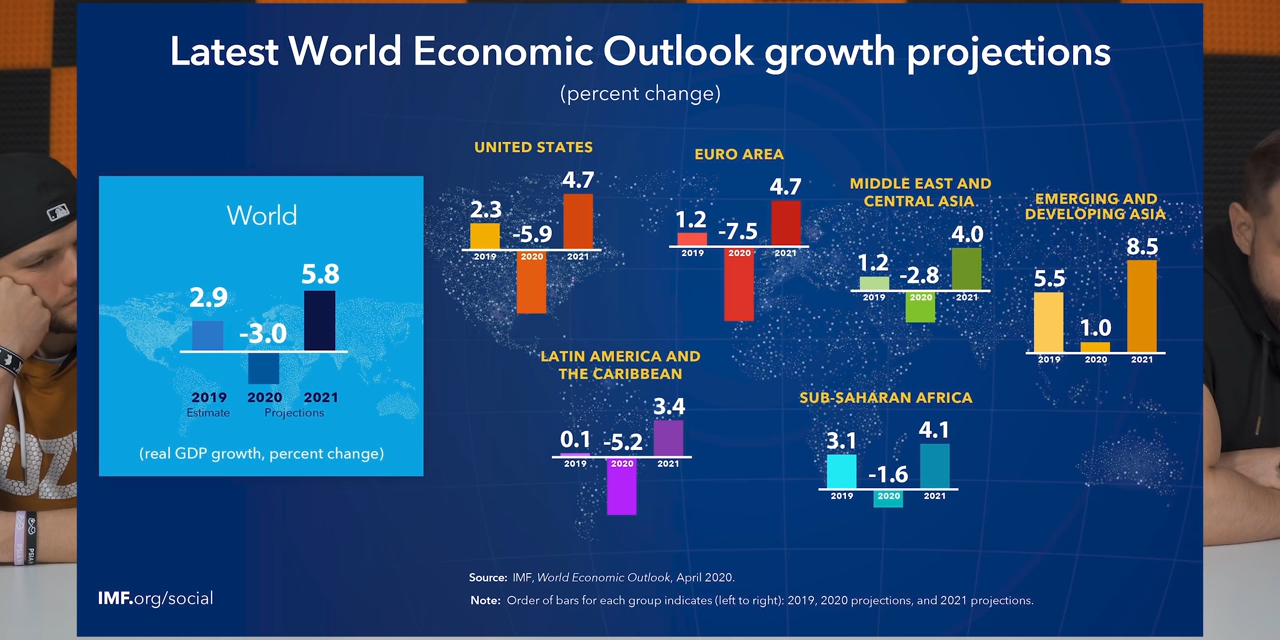 Latest World Economic Outlook growth projections
(percent change)
World
2.9
-3.0
5.8
2019
2020
2021
Estimate
Projections
(real GDP growth, percent change)
UNITED STATES
2.3
-5.9
4.7
2019
2020
2021
EURO AREA
1.2
-7.5
4.7
2019
2020
2021
MIDDLE EAST AND
CENTRAL ASIA
1.2
-2.8
4.0
2019
2020
2021
EMERGING AND
DEVELOPING ASIA
5.5
1.0
8.5
2019
2020
2021
LATIN AMERICA AND
THE CARIBBEAN
0.1
-5.2
3.4
2019
2020
2021
SUB-SAHARAN AFRICA
3.1
-1.6
4.1
2019
2020
2021
Source: IMF, World Economic Outlook, April 2020.
Note: Order of bars for each group indicates (left to right): 2019, 2020 projections, and 2021 projections.
IMF.org/social